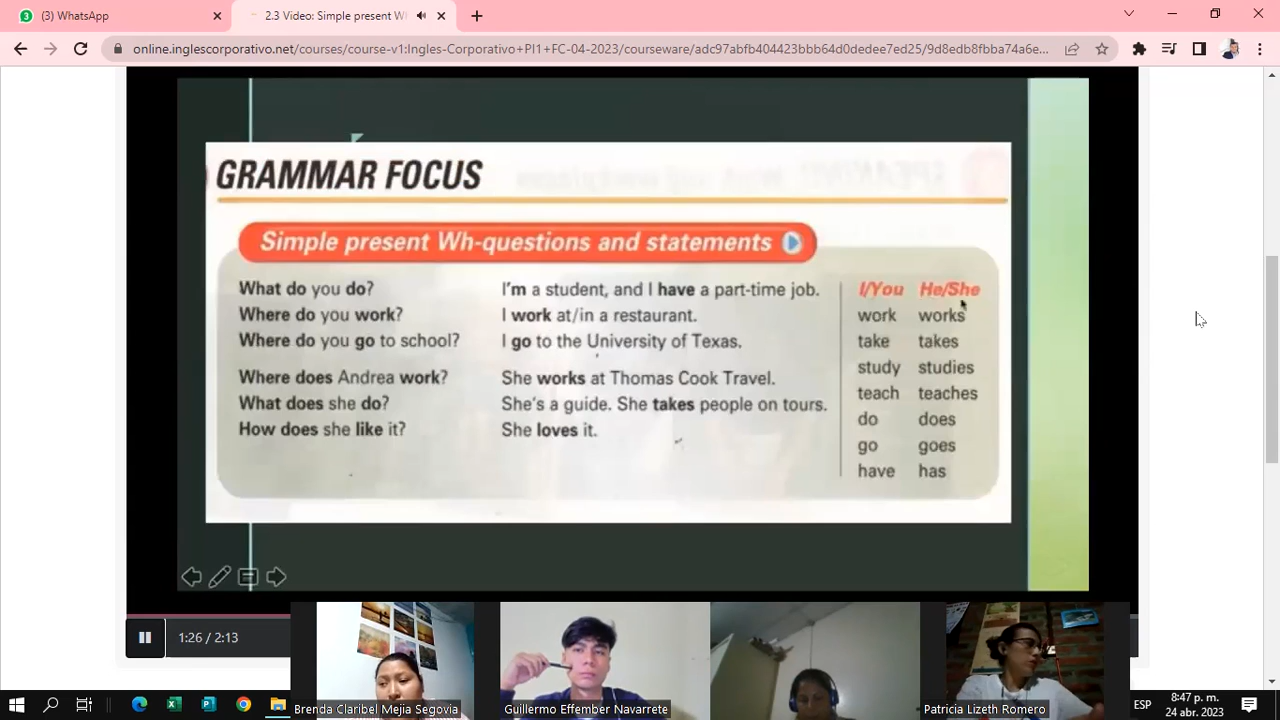 (3) WhatsApp
2.3 Video: Simple present W
online.inglescorporativo.net/courses/course-v1:Ingles-Corporativo+PI1+FC-04-2023/courseware/adc97abfb404423bbb64d0dedee7ed25/9d8edb8fbba74a6e...
GRAMMAR FOCUS
Simple present Wh-questions and statements
What do you do? I'm a student, and I have a part-time job. I/You He/She
Where do you work? I work at/in a restaurant. work works
Where do you go to school? I go to the University of Texas. take takes
study studies
Where does Andrea work? She works at Thomas Cook Travel.
teach teaches
What does she do? She's a guide. She takes people on tours.
do does
How does she like it? She loves it.
go goes
have has
1:26 / 2:13
Brenda Claribel Mejia Segovia
Guillermo Effember Navarrete
Patricia Lizeth Romero
ESP
8:47 p. m.
24 abr. 2023